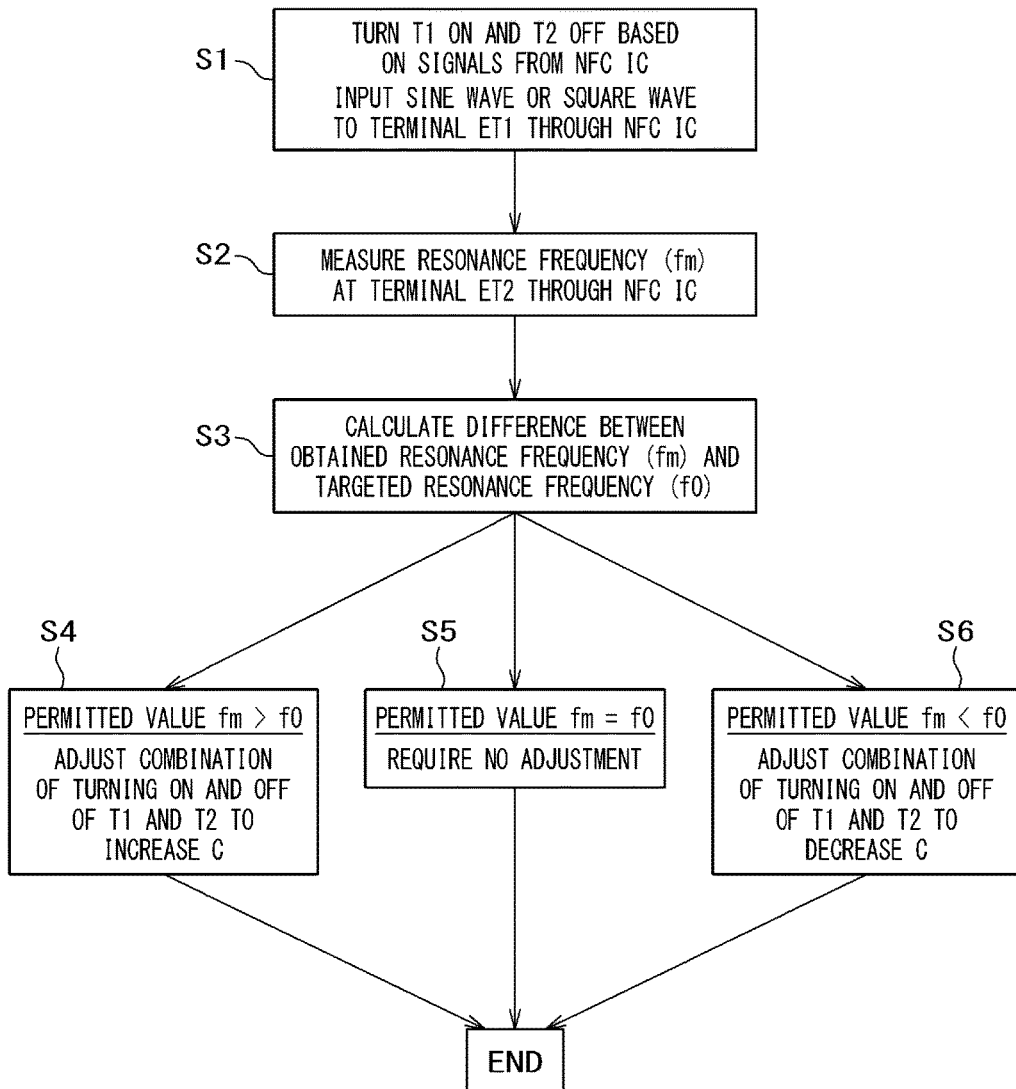 S1
TURN T1 ON AND T2 OFF BASED
ON SIGNALS FROM NFC IC
INPUT SINE WAVE OR SQUARE WAVE
TO TERMINAL ET1 THROUGH NFC IC
S2
MEASURE RESONANCE FREQUENCY (fm)
AT TERMINAL ET2 THROUGH NFC IC
S3
CALCULATE DIFFERENCE BETWEEN
OBTAINED RESONANCE FREQUENCY (fm) AND
TARGETED RESONANCE FREQUENCY (f0)
S4
PERMITTED VALUE fm > f0
ADJUST COMBINATION
OF TURNING ON AND OFF
OF T1 AND T2 TO
INCREASE C
S5
PERMITTED VALUE fm = f0
REQUIRE NO ADJUSTMENT
S6
PERMITTED VALUE fm < f0
ADJUST COMBINATION
OF TURNING ON AND OFF
OF T1 AND T2 TO
DECREASE C
END